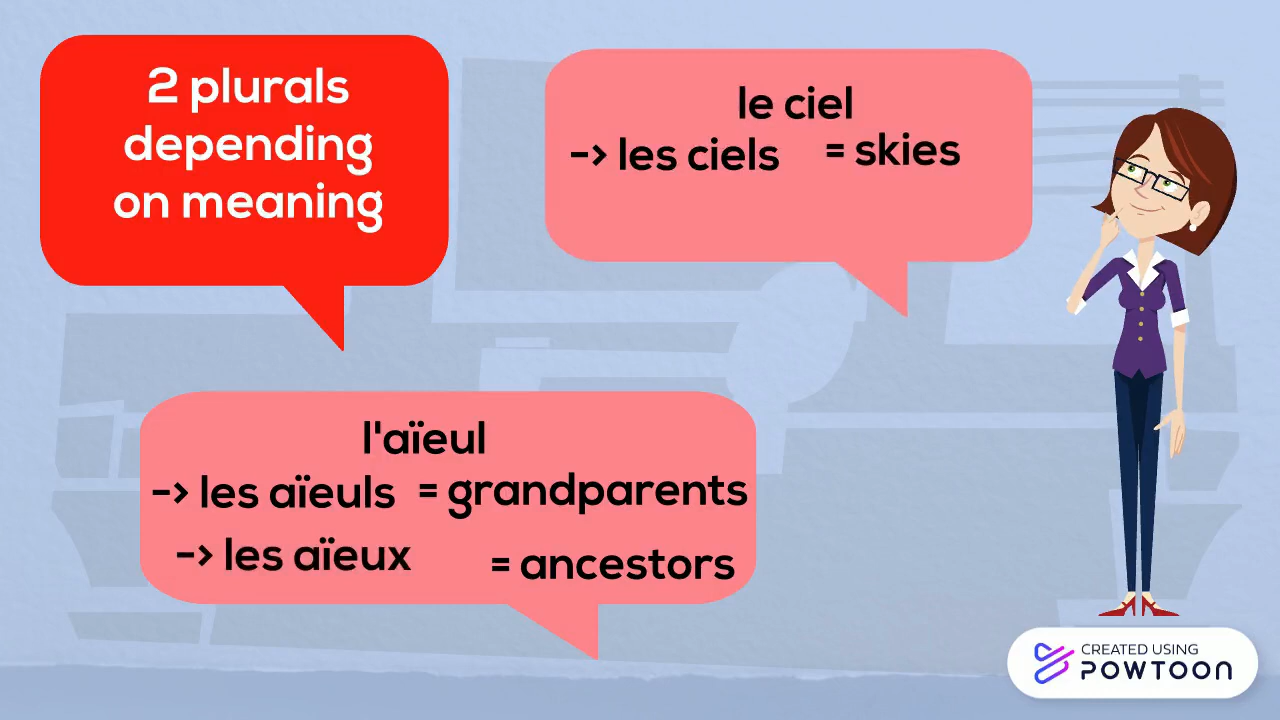 2 plurals
depending
on meaning
le ciel
-> les ciels = skies
l'aïeul
-> les aïeuls = grandparents
-> les aïeux = ancestors
CREATED USING
POWTOON